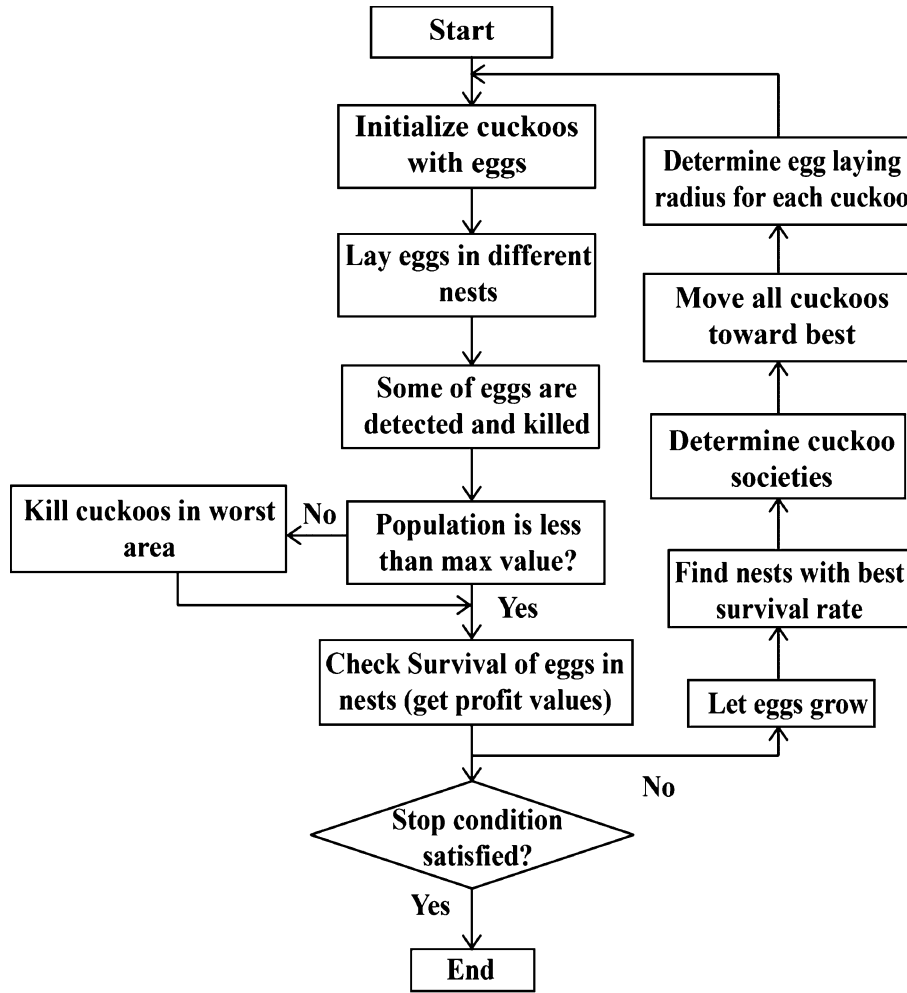 Start
Initialize cuckoos
with eggs
Lay eggs in different
nests
Some of eggs are
detected and killed
Population is less
than max value?
No
Kill cuckoos in worst
area
Yes
Check Survival of eggs in
nests (get profit values)
No
Stop condition
satisfied?
Yes
End
Let eggs grow
Find nests with best
survival rate
Determine cuckoo
societies
Move all cuckoos
toward best
Determine egg laying
radius for each cuckoo